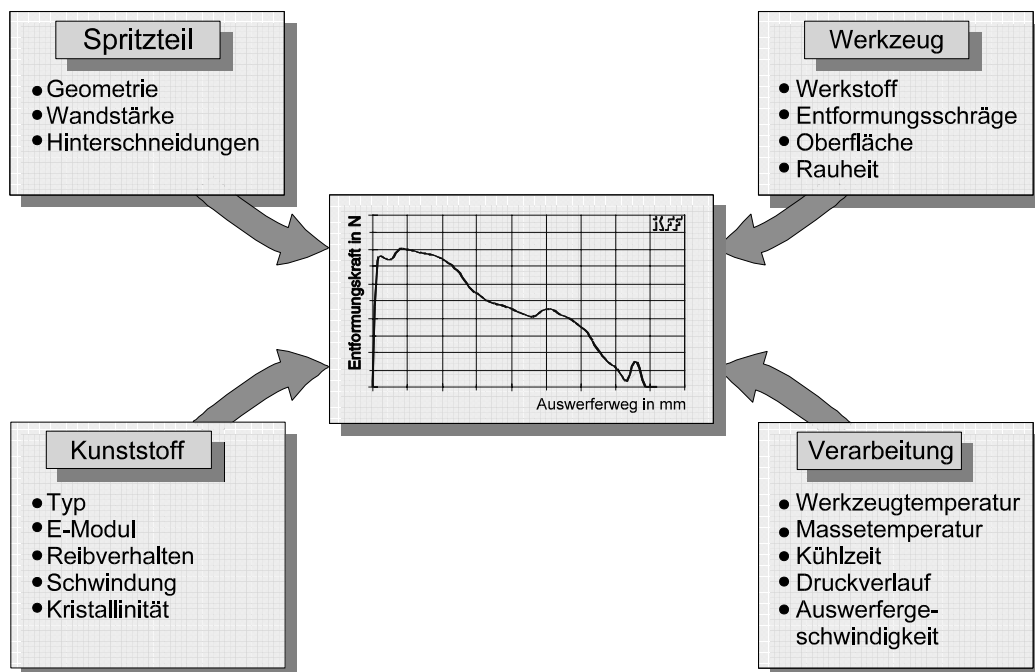 Spritzteil
● Geometrie
● Wandstärke
● Hinterschneidungen
Werkzeug
● Werkstoff
● Entformungsschräge
● Oberfläche
● Rauheit
Entformungskraft in N
IKFF
Auswerferweg in mm
Kunststoff
● Typ
● E-Modul
● Reibverhalten
● Schwindung
● Kristallinität
Verarbeitung
● Werkzeugtemperatur
● Massetemperatur
● Kühlzeit
● Druckverlauf
● Auswerferge-
schwindigkeit